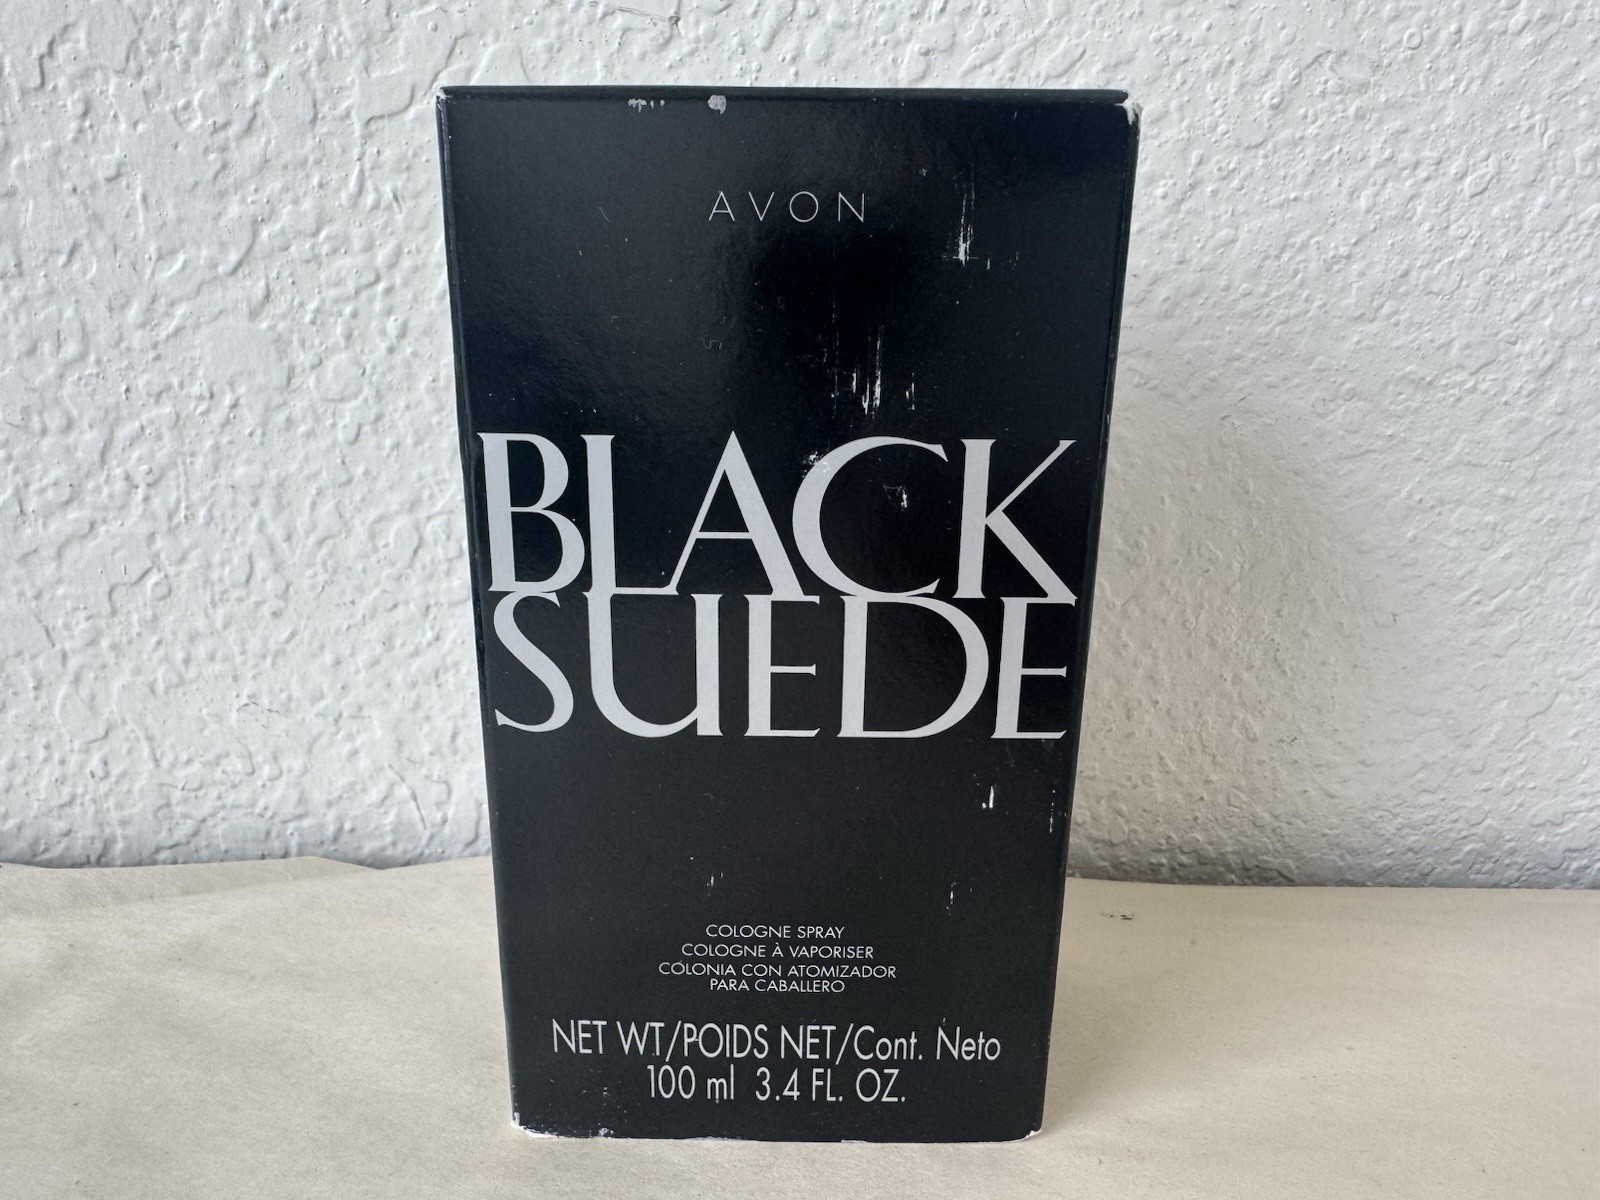 AVON
BLACK
SUEDE
COLOGNE SPRAY
COLOGNE À VAPORISER
COLONIA CON ATOMIZADOR
PARA CABALLERO
NET WT/POIDS NET/Cont. Neto
100 ml 3.4 FL. OZ.